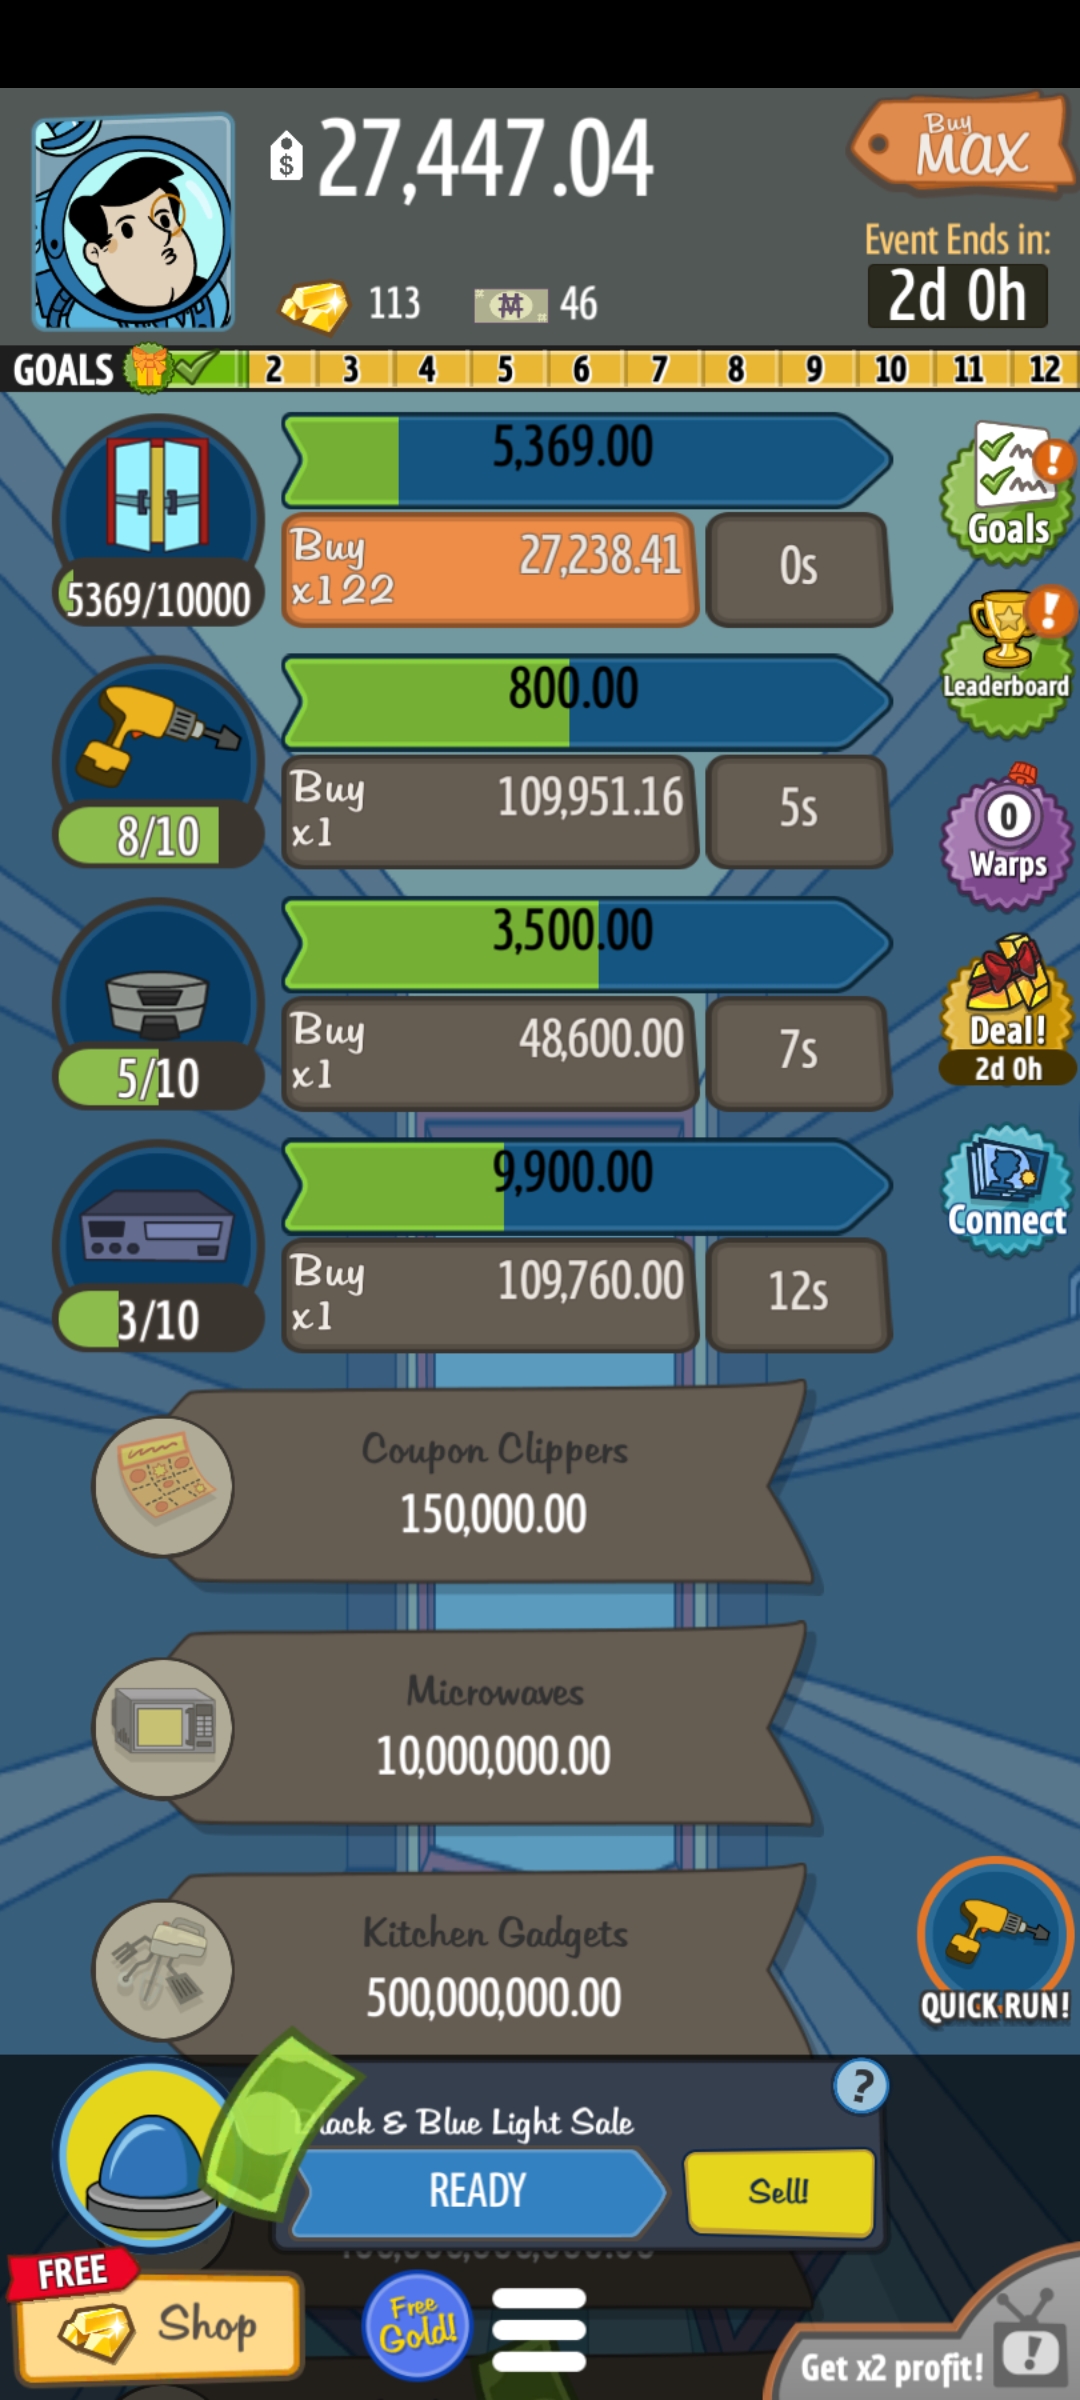 $ 27,447.04
Buy
MAX
113
46
Event Ends in:
2d 0h
GOALS 2 3 4 5 6 7 8 9 10 11 12
5,369.00
Buy
x122
27,238.41
0s
5369/10000
Goals
800.00
Buy
x1
109,951.16
5s
8/10
Leaderboard
3,500.00
Buy
x1
48,600.00
7s
5/10
0
Warps
Deal!
2d 0h
9,900.00
Buy
x1
109,760.00
12s
3/10
Connect
Coupon Clippers
150,000.00
Microwaves
10,000,000.00
Kitchen Gadgets
500,000,000.00
QUICK RUN!
?
Black & Blue Light Sale
READY
Sell!
FREE
Shop
Free
Gold!
Get x2 profit!